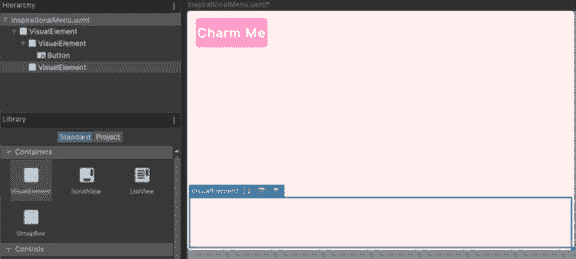 Hierarchy
InspirationalMenu.uxml*
InspirationalMenu.uxml*
VisualElement
VisualElement
Button
VisualElement
Charm Me
Library
Standard Project
Containers
VisualElement ScrollView ListView
GroupBox
VisualElement
Controls